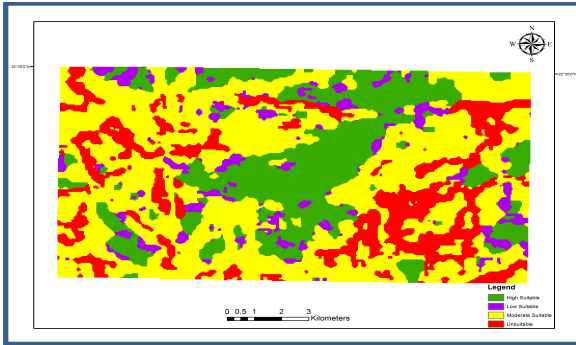 N
W E
S
Legend
High Suitable
Low Suitable
Moderate Suitable
Unsuitable
0 0.5 1 2 3
Kilometers